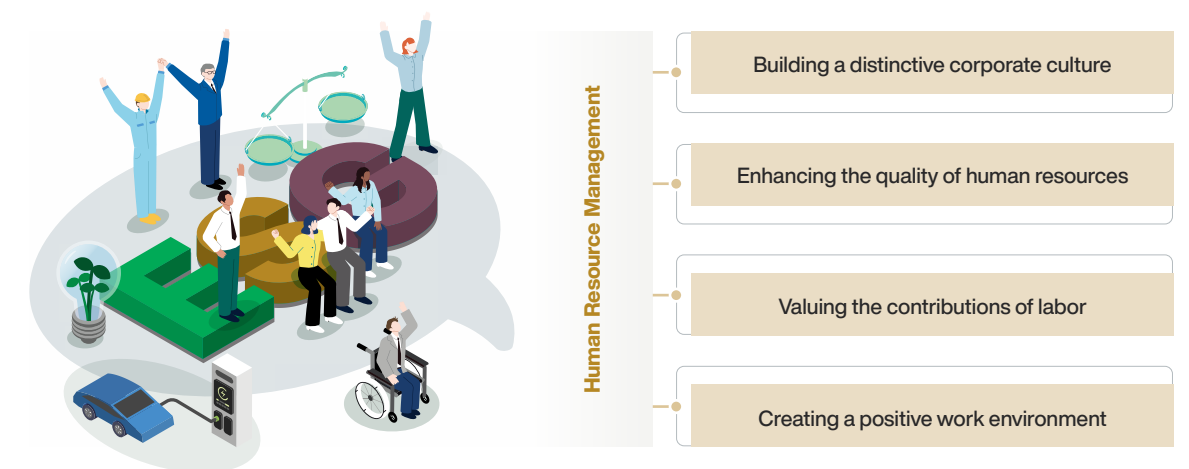 ESG
Human Resource Management
Building a distinctive corporate culture
Enhancing the quality of human resources
Valuing the contributions of labor
Creating a positive work environment